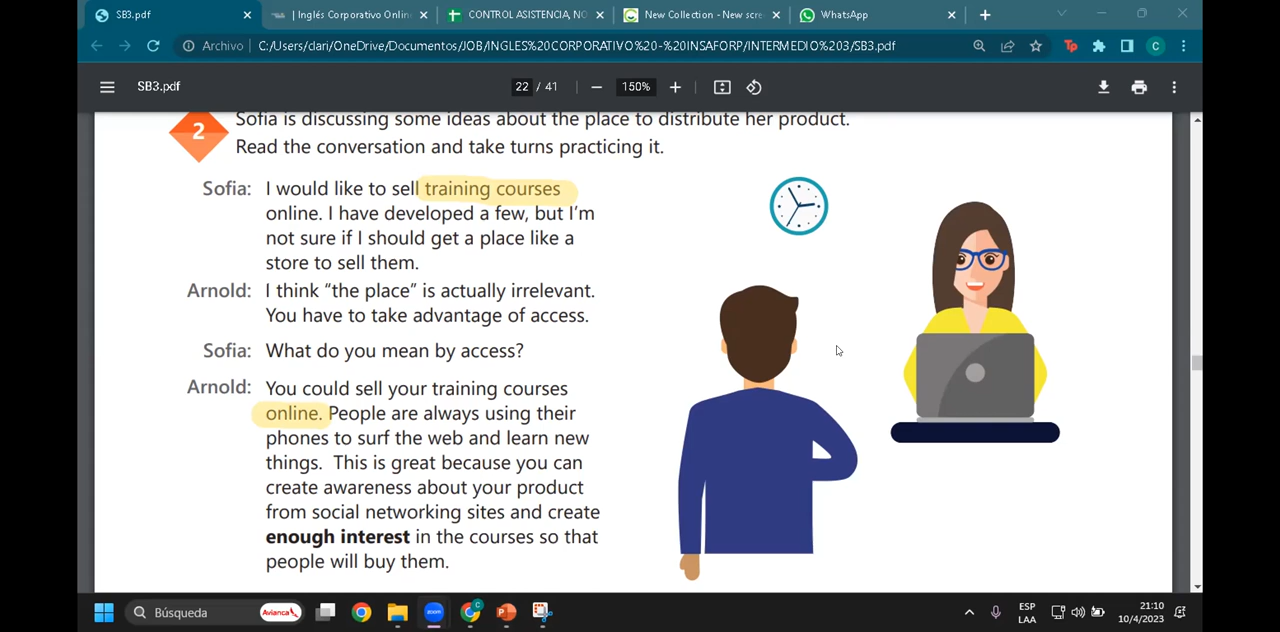 SB3.pdf
| Inglés Corporativo Onlin
CONTROL ASISTENCIA, NO
New Collection - New scre
WhatsApp
Archivo
C:/Users/dari/OneDrive/Documentos/JOB/INGLES%20CORPORATIVO%20-%20INSAFORP/INTERMEDIO%203/SB3.pdf
C
SB3.pdf
22 / 41
150%
2
Sofia is discussing some ideas about the place to distribute her product.
Read the conversation and take turns practicing it.
Sofia: I would like to sell training courses
online. I have developed a few, but I'm
not sure if I should get a place like a
store to sell them.
Arnold: I think “the place” is actually irrelevant.
You have to take advantage of access.
Sofia: What do you mean by access?
Arnold: You could sell your training courses
online. People are always using their
phones to surf the web and learn new
things. This is great because you can
create awareness about your product
from social networking sites and create
enough interest in the courses so that
people will buy them.
Búsqueda
Avianca
zoom
ESP
LAA
21:10
10/4/2023